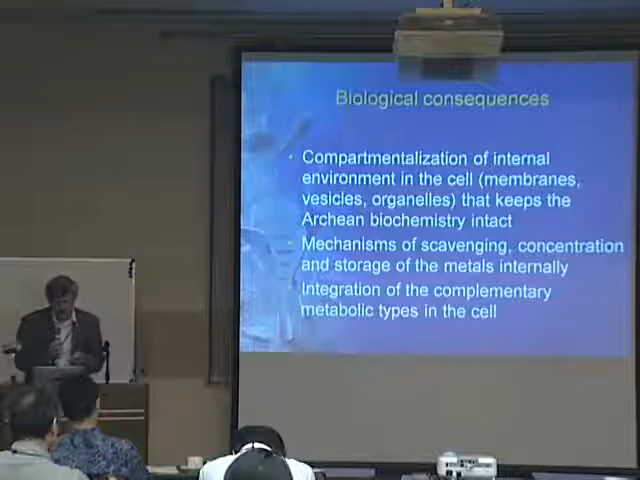 Biological consequences
Compartmentalization of internal
environment in the cell (membranes,
vesicles, organelles) that keeps the
Archean biochemistry intact
Mechanisms of scavenging, concentration
and storage of the metals internally
Integration of the complementary
metabolic types in the cell